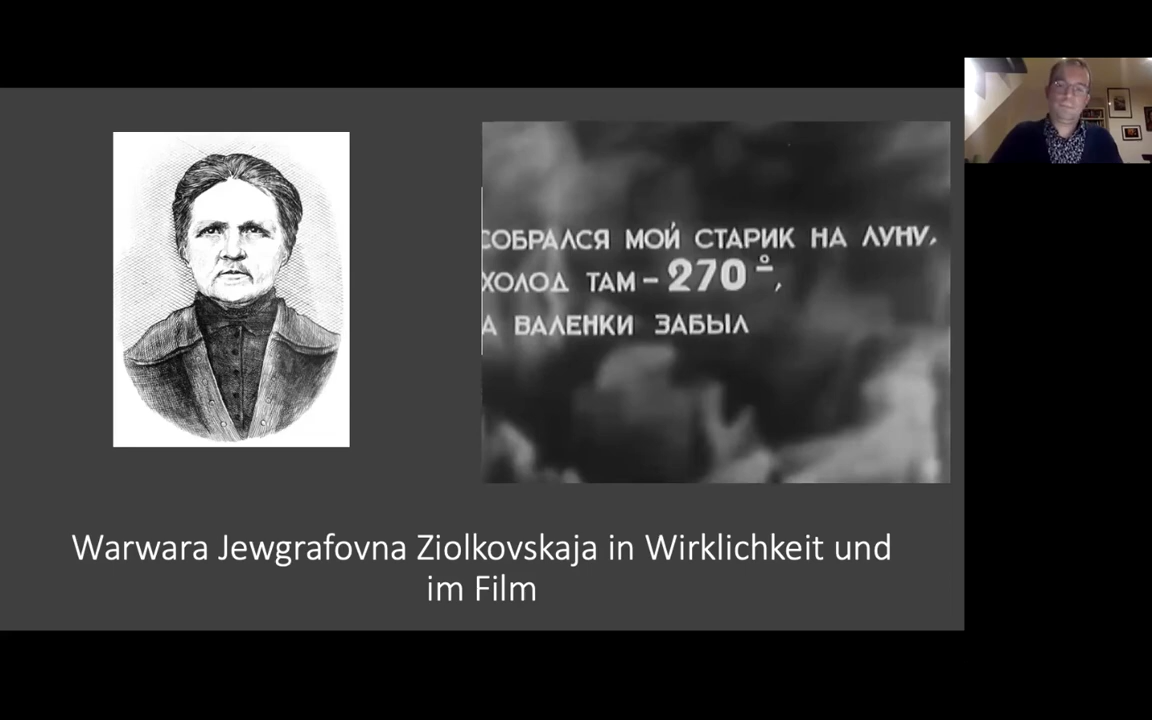 СОБРАЛСЯ МОЙ СТАРИК НА ЛУНУ,
ХОЛОД ТАМ – 270°,
А ВАЛЕНКИ ЗАБЫЛ
Warwara Jewgrafovna Ziolkovskaja in Wirklichkeit und
im Film